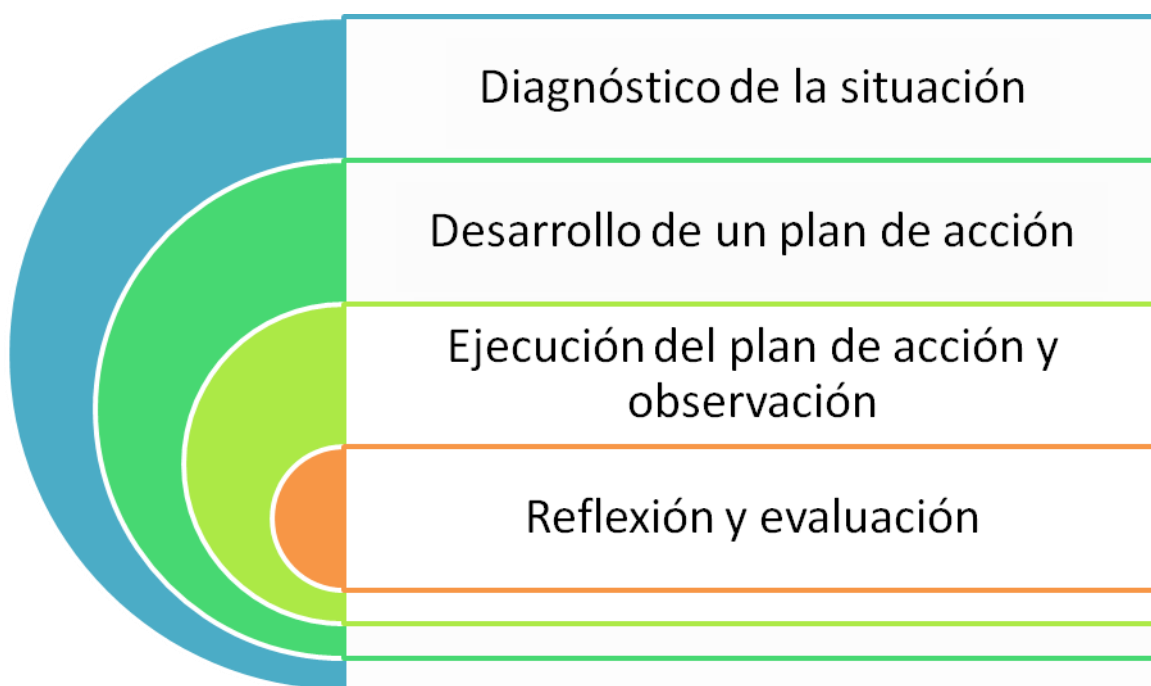 Diagnóstico de la situación
Desarrollo de un plan de acción
Ejecución del plan de acción y
observación
Reflexión y evaluación